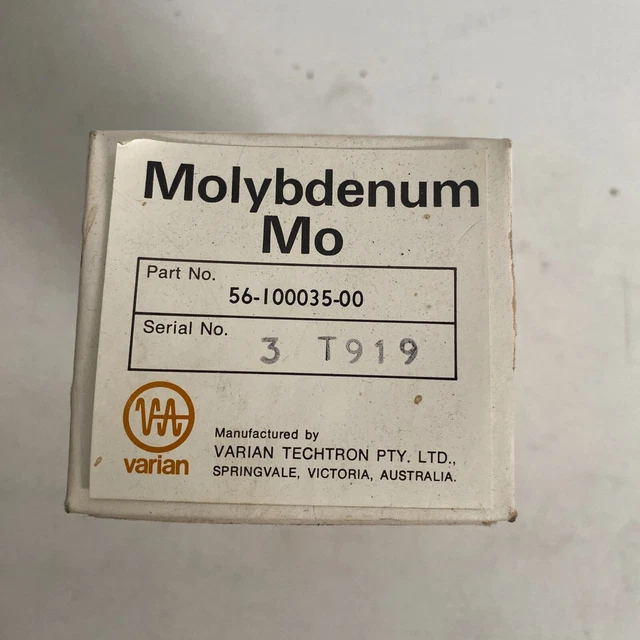 Molybdenum
Mo
Part No.
56-100035-00
Serial No.
3 T919
VA
varian
Manufactured by
VARIAN TECHTRON PTY. LTD.,
SPRINGVALE, VICTORIA, AUSTRALIA.